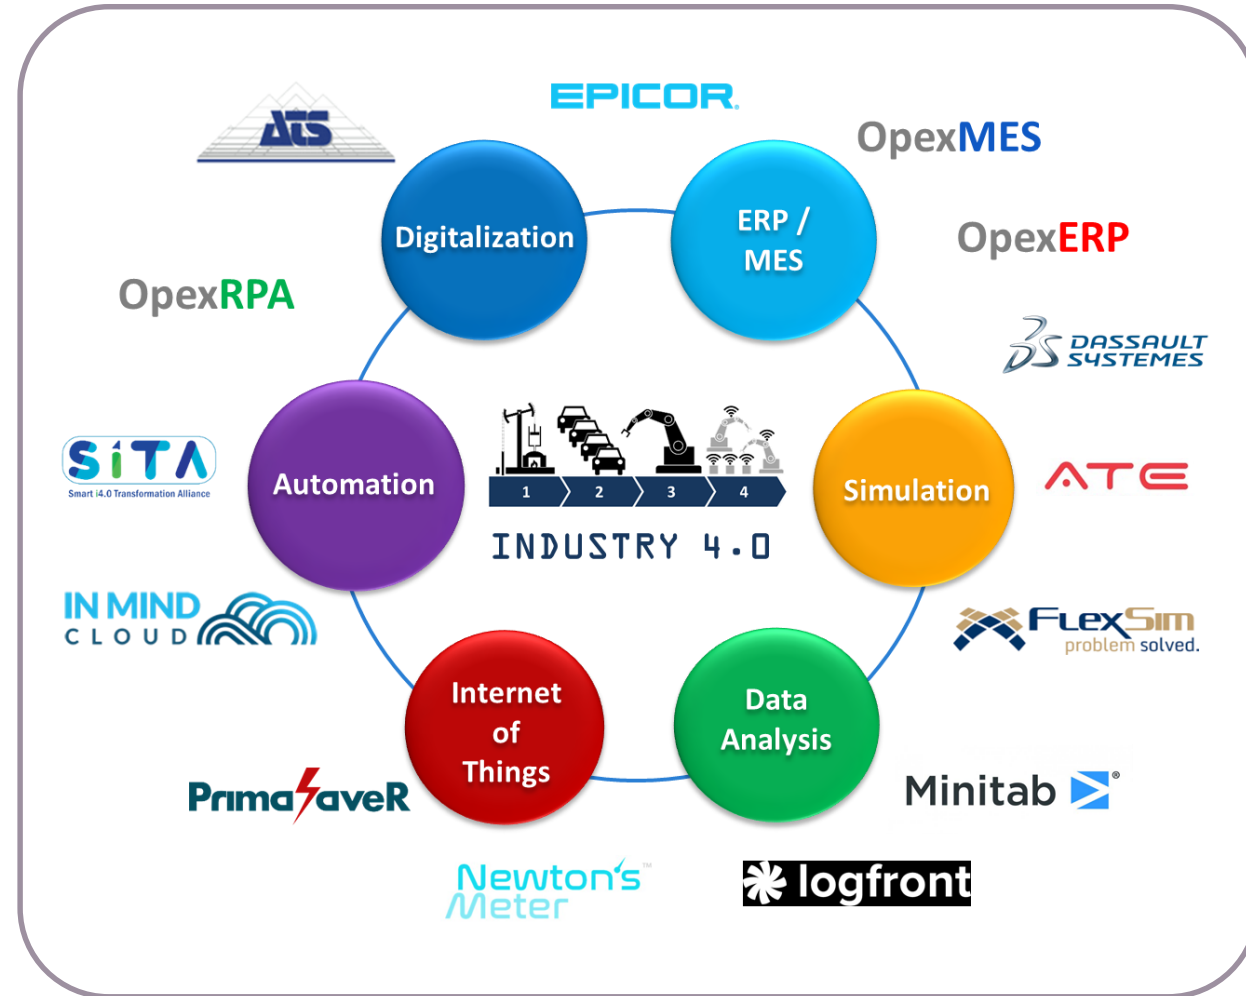 EPICOR.
ATS
OpexMES
Digitalization
ERP /
MES
OpexERP
OpexRPA
DASSAULT
SYSTEMES
SiTA
Smart i4.0 Transformation Alliance
Automation
1 2 3 4
INDUSTRY 4.0
Simulation
ATE
IN MIND
CLOUD
FLEXSIM
problem solved.
Internet
of
Things
Data
Analysis
PrimaSaveR
Minitab ®
Newton's ™
Meter
logfront